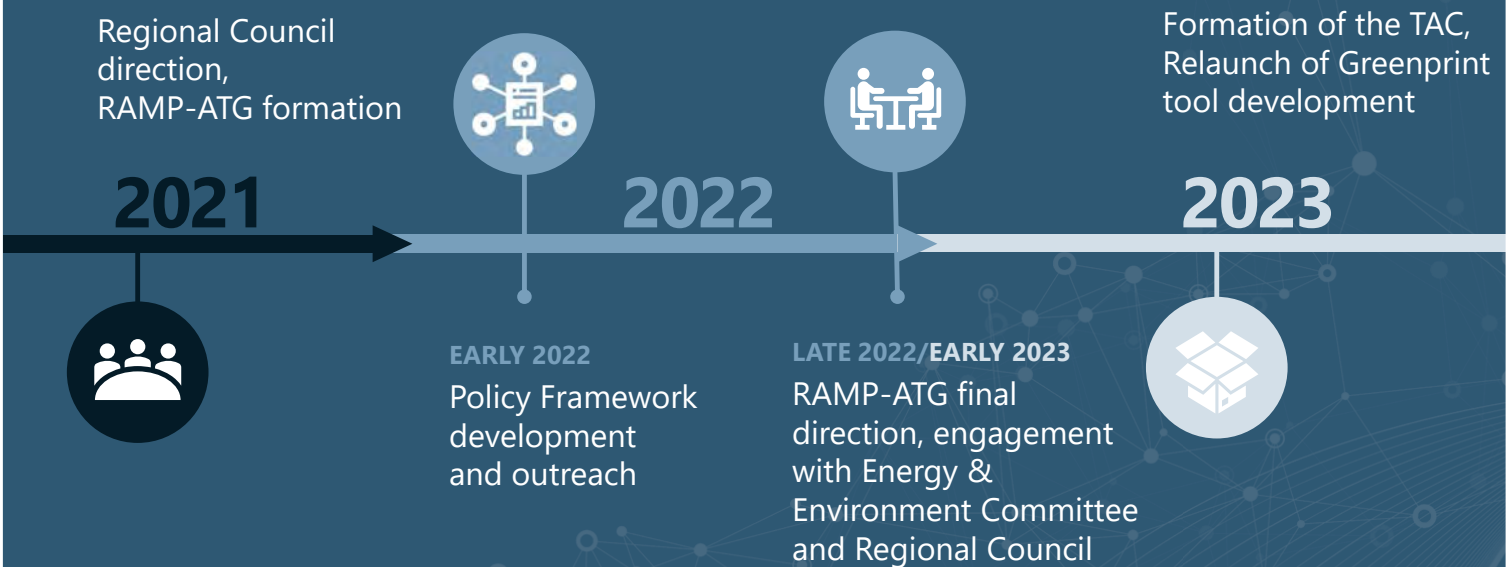 Regional Council
direction,
RAMP-ATG formation
2021
EARLY 2022
Policy Framework
development
and outreach
2022
LATE 2022/EARLY 2023
RAMP-ATG final
direction, engagement
with Energy &
Environment Committee
and Regional Council
Formation of the TAC,
Relaunch of Greenprint
tool development
2023